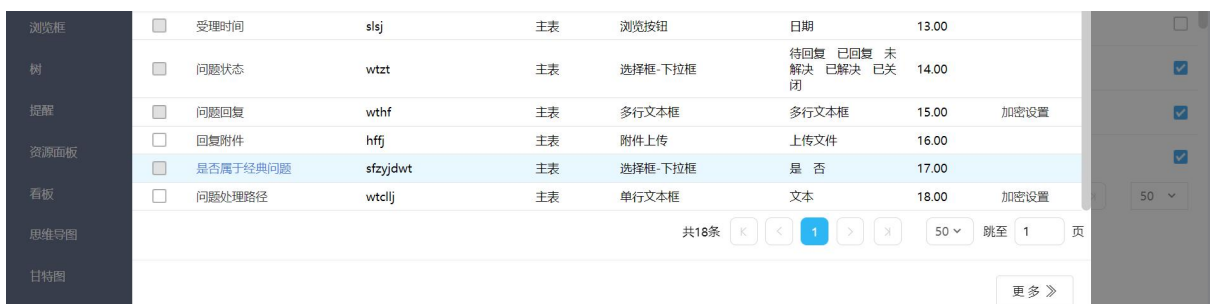 浏览框
受理时间 slsj 主表 浏览按钮 日期 13.00
树
问题状态 wtzt 主表 选择框-下拉框 待回复 已回复 未解决 已解决 已关闭 14.00
提醒
问题回复 wthf 主表 多行文本框 多行文本框 15.00 加密设置
回复附件 hffj 主表 附件上传 上传文件 16.00
资源面板
是否属于经典问题 sfzyjdwt 主表 选择框-下拉框 是 否 17.00
看板
问题处理路径 wtcllj 主表 单行文本框 文本 18.00 加密设置
50
思维导图
共18条 1 50 跳至 1 页
甘特图
更多